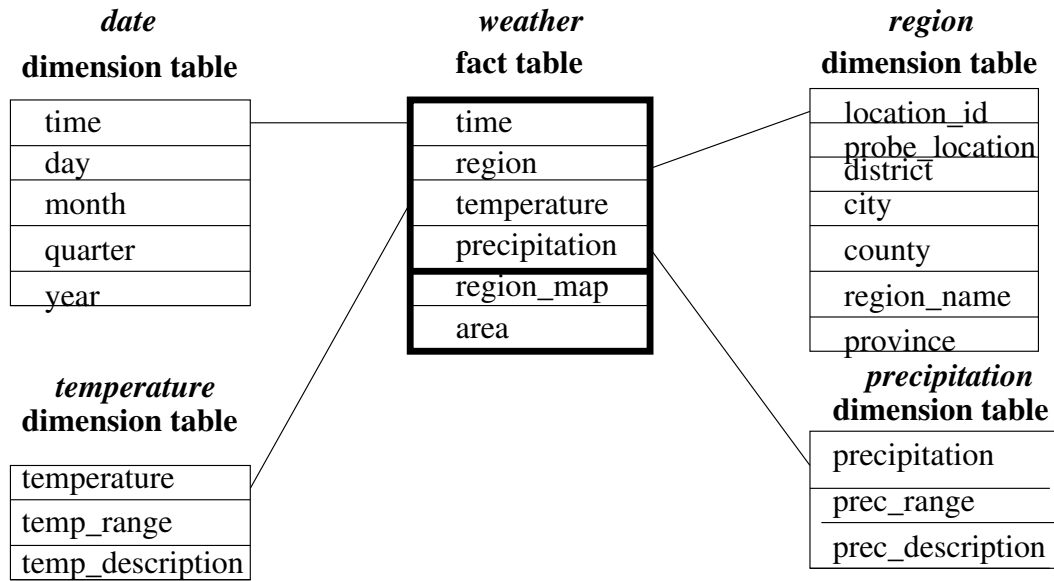 date
dimension table
time
day
month
quarter
year
weather
fact table
time
region
temperature
precipitation
region_map
area
region
dimension table
location_id
probe_location
district
city
county
region_name
province
temperature
dimension table
temperature
temp_range
temp_description
precipitation
dimension table
precipitation
prec_range
prec_description